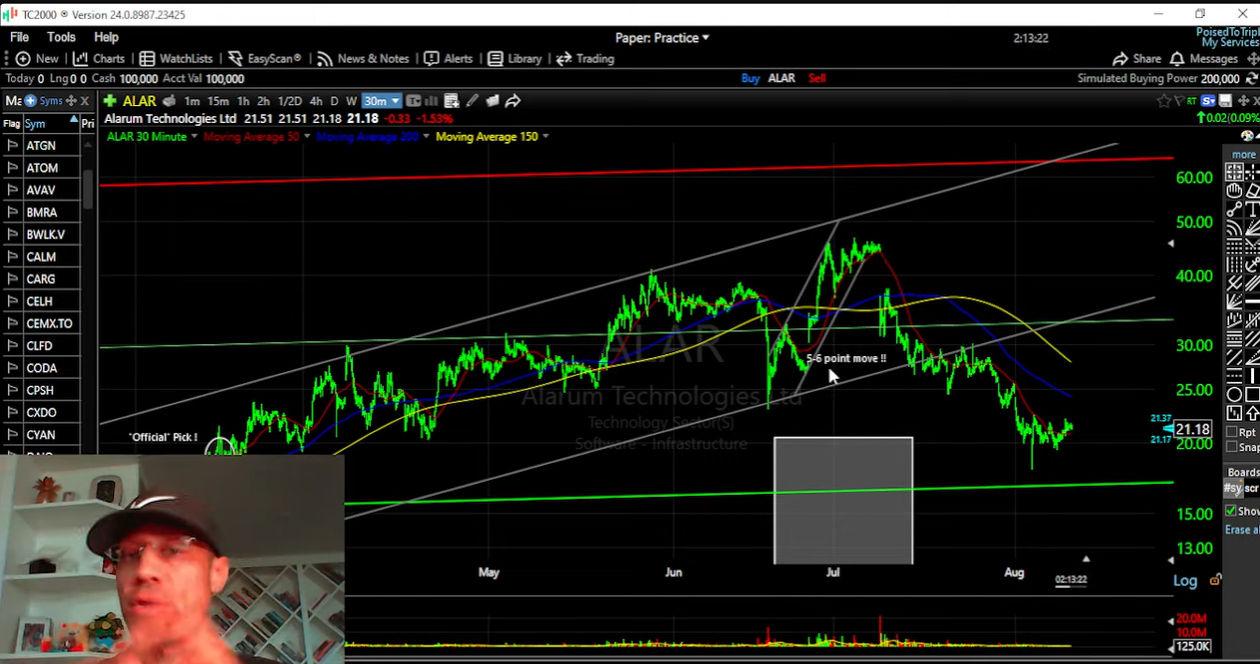 TC2000 ® Version 24.0.8987.23425
File Tools Help Paper: Practice ▾ 2:13:22 PoisedToTripl
My Services
New Charts WatchLists EasyScan® News & Notes Alerts Library Trading Share Messages
Today 0 Lng 0 0 Cash 100,000 Acct Val 100,000 Buy ALAR Sell Simulated Buying Power 200,000
Ma Syms X ALAR 1m 15m 1h 2h 1/2D 4h D W 30m
Flag Sym Pri Alarum Technologies Ltd 21.51 21.51 21.18 21.18 -0.33 -1.53% 0.02(0.09%
ALAR 30 Minute Moving Average 50 Moving Average 200 Moving Average 150
ATGN
ATOM
AVAV
BMRA
BWLK.V
CALM
CARG
CELH
CEMX.TO
CLFD
CODA
CPSH
CXDO
CYAN
more
60.00
50.00
40.00
30.00
25.00
21.37
21.18
21.17
20.00
15.00
13.00
XLAR
Alarum Technologies Ltd
Technology Sector(S)
Software - Infrastructure
5-6 point move !!
"Official" Pick !
May Jun Jul Aug
02:13:22
Log
20.0M
10.0M
125.0K
Rpt
Snap
Boards
#sy scr
Show
Erase al